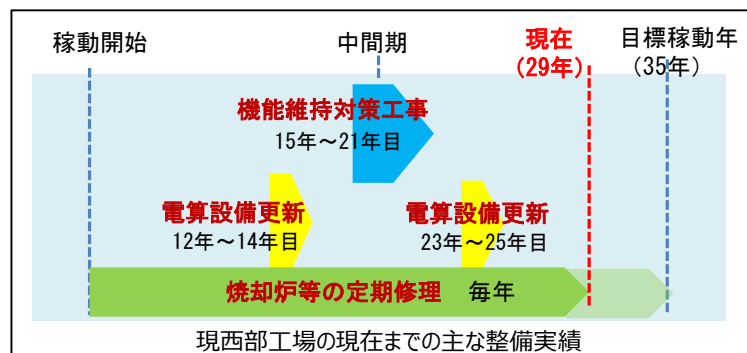 稼動開始
中間期
現在
（29年）
目標稼動年
（35年）
機能維持対策工事
15年～21年目
電算設備更新
12年～14年目
電算設備更新
23年～25年目
焼却炉等の定期修理 毎年
現西部工場の現在までの主な整備実績